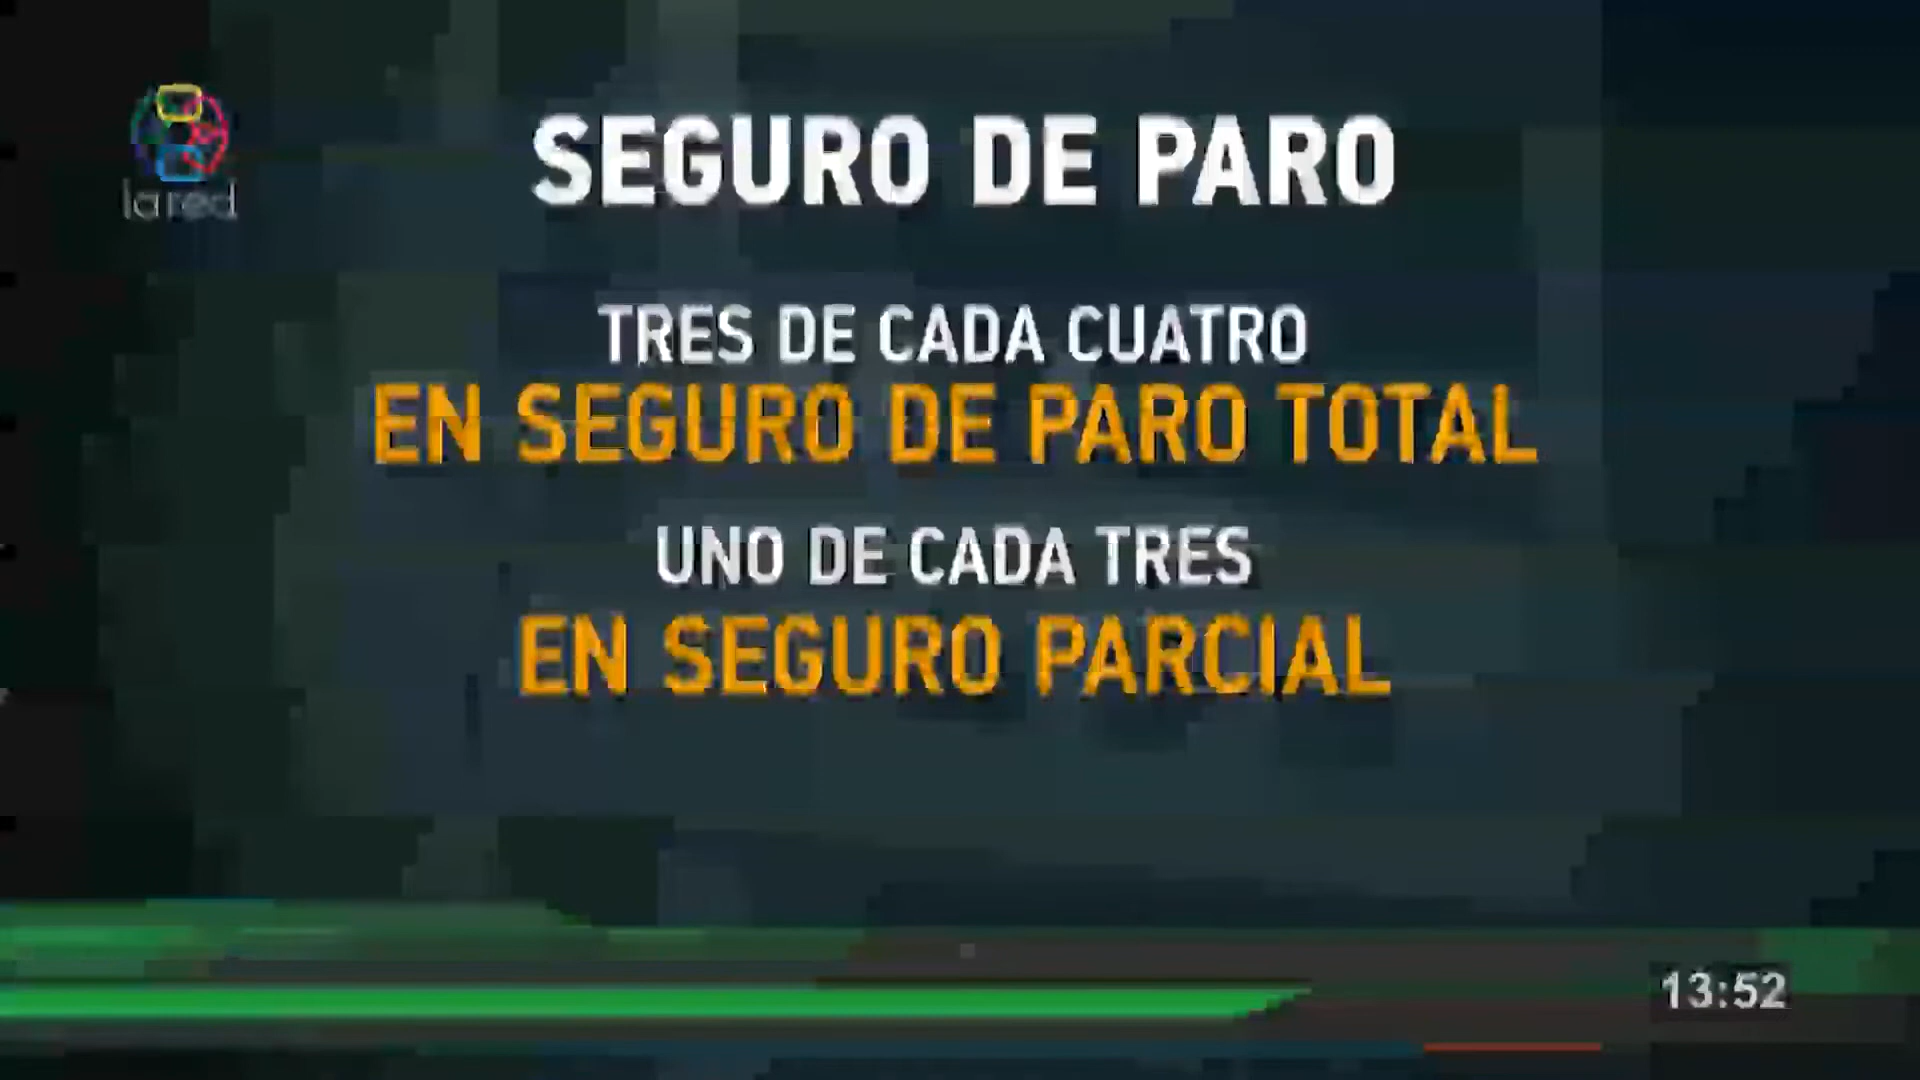 la red
SEGURO DE PARO
TRES DE CADA CUATRO
EN SEGURO DE PARO TOTAL
UNO DE CADA TRES
EN SEGURO PARCIAL
13:52